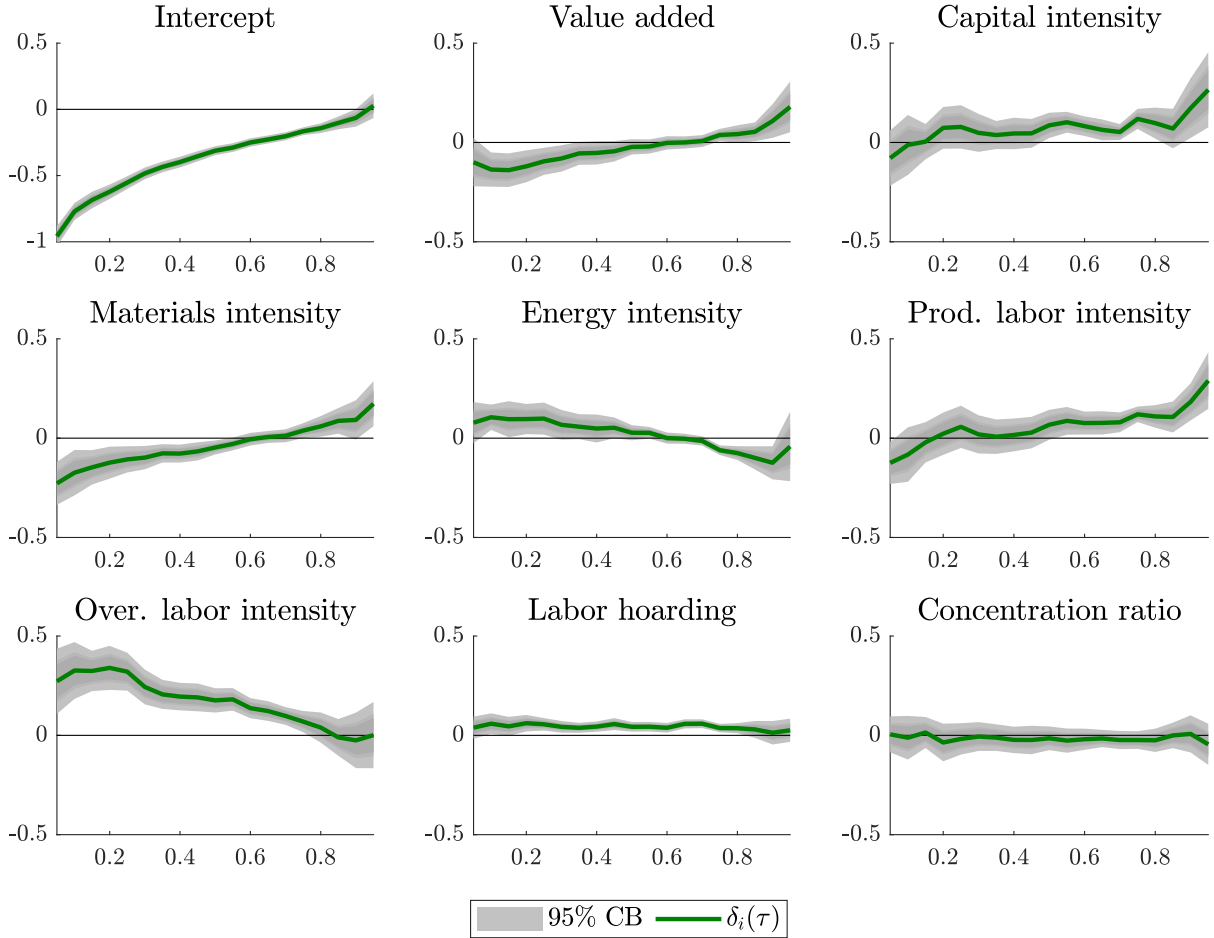 Intercept
Value added
Capital intensity
0.5
0
-0.5
-1
0.2 0.4 0.6 0.8
0.5
0
-0.5
0.2 0.4 0.6 0.8
0.5
0
-0.5
0.2 0.4 0.6 0.8
Materials intensity
Energy intensity
Prod. labor intensity
0.5
0
-0.5
0.2 0.4 0.6 0.8
0.5
0
-0.5
0.2 0.4 0.6 0.8
0.5
0
-0.5
0.2 0.4 0.6 0.8
Over. labor intensity
Labor hoarding
Concentration ratio
0.5
0
-0.5
0.2 0.4 0.6 0.8
0.5
0
-0.5
0.2 0.4 0.6 0.8
0.5
0
-0.5
0.2 0.4 0.6 0.8
95% CB δᵢ(τ)